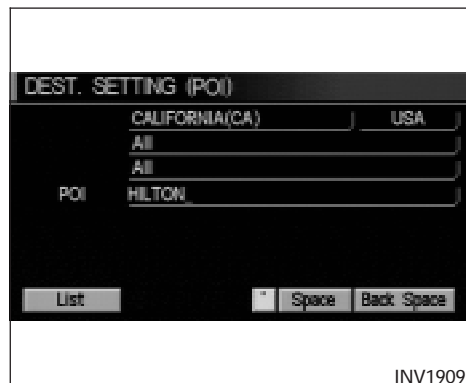 DEST. SETTING (POI)
CALIFORNIA(CA) USA
All
All
POI HILTON_
List Space Back Space
INV1909